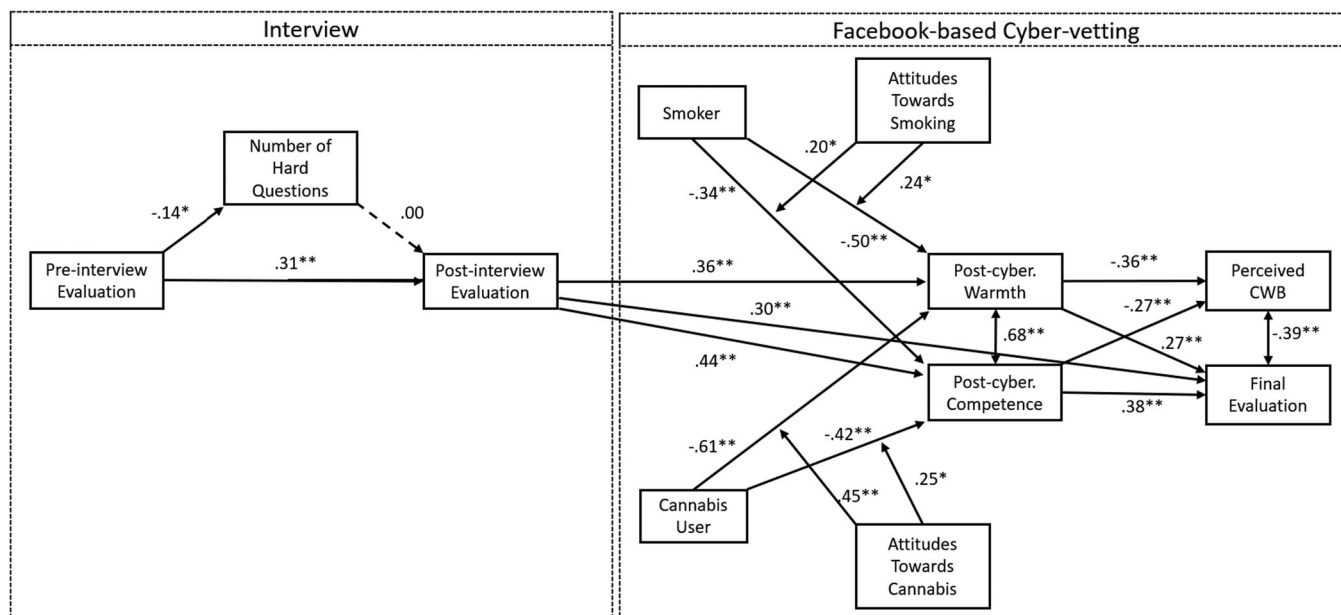 Interview
Facebook-based Cyber-vetting
Number of
Hard
Questions
-.14*
.00
Pre-interview
Evaluation
.31**
Post-interview
Evaluation
Smoker
Attitudes
Towards
Smoking
.20*
.24*
-.34**
-.50**
.36**
.30**
.44**
Post-cyber.
Warmth
-.36**
Perceived
CWB
-.27**
.68**
.27**
-.39**
Post-cyber.
Competence
.38**
Final
Evaluation
-.61**
-.42**
.45**
.25*
Cannabis
User
Attitudes
Towards
Cannabis